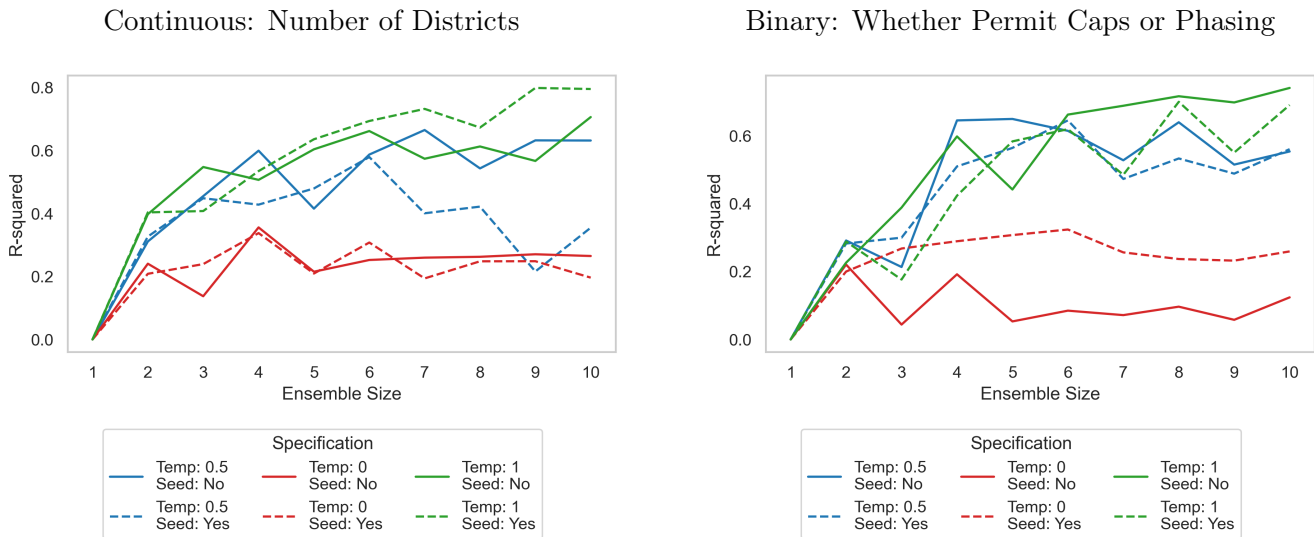 Continuous: Number of Districts
0.8
0.6
0.4
0.2
0.0
R-squared
1 2 3 4 5 6 7 8 9 10
Ensemble Size
Specification
Temp: 0.5
Seed: No
Temp: 0
Seed: No
Temp: 1
Seed: No
Temp: 0.5
Seed: Yes
Temp: 0
Seed: Yes
Temp: 1
Seed: Yes
Binary: Whether Permit Caps or Phasing
0.6
0.4
0.2
0.0
R-squared
1 2 3 4 5 6 7 8 9 10
Ensemble Size
Specification
Temp: 0.5
Seed: No
Temp: 0
Seed: No
Temp: 1
Seed: No
Temp: 0.5
Seed: Yes
Temp: 0
Seed: Yes
Temp: 1
Seed: Yes